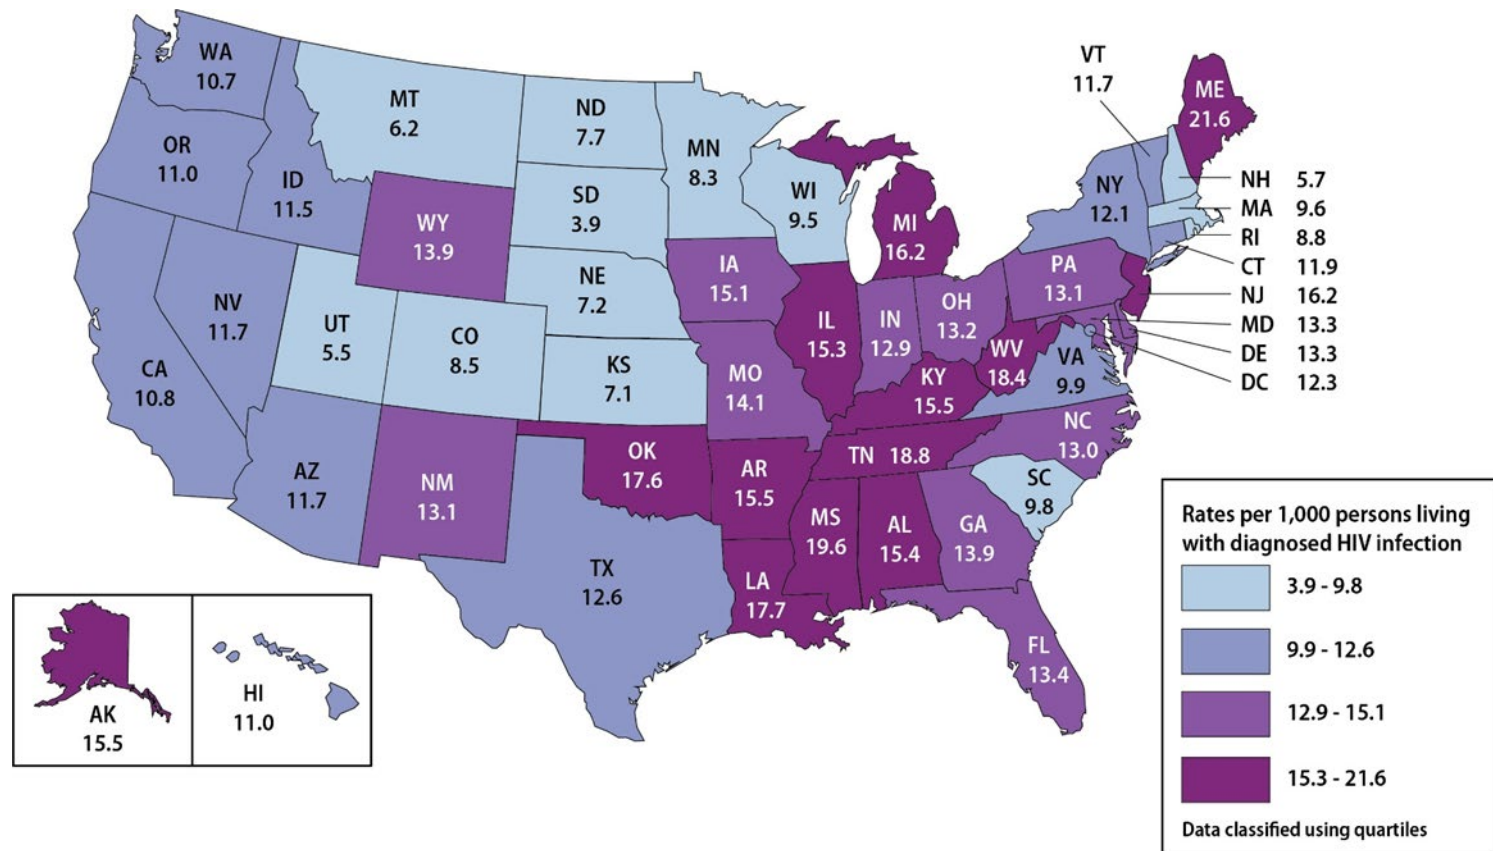 WA
10.7
OR
11.0
CA
10.8
NV
11.7
ID
11.5
MT
6.2
WY
13.9
UT
5.5
CO
8.5
AZ
11.7
NM
13.1
ND
7.7
SD
3.9
NE
7.2
KS
7.1
OK
17.6
TX
12.6
MN
8.3
IA
15.1
MO
14.1
AR
15.5
LA
17.7
WI
9.5
IL
15.3
MI
16.2
IN
12.9
OH
13.2
KY
15.5
TN 18.8
MS
19.6
AL
15.4
GA
13.9
FL
13.4
SC
9.8
NC
13.0
VA
9.9
WV
18.4
PA
13.1
NY
12.1
VT
11.7
ME
21.6
NH 5.7
MA 9.6
RI 8.8
CT 11.9
NJ 16.2
MD 13.3
DE 13.3
DC 12.3
AK
15.5
HI
11.0
Rates per 1,000 persons living
with diagnosed HIV infection
3.9 - 9.8
9.9 - 12.6
12.9 - 15.1
15.3 - 21.6
Data classified using quartiles